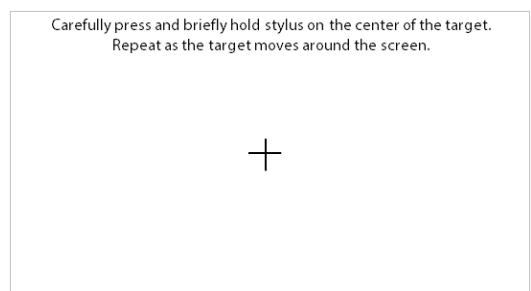 Carefully press and briefly hold stylus on the center of the target.
Repeat as the target moves around the screen.